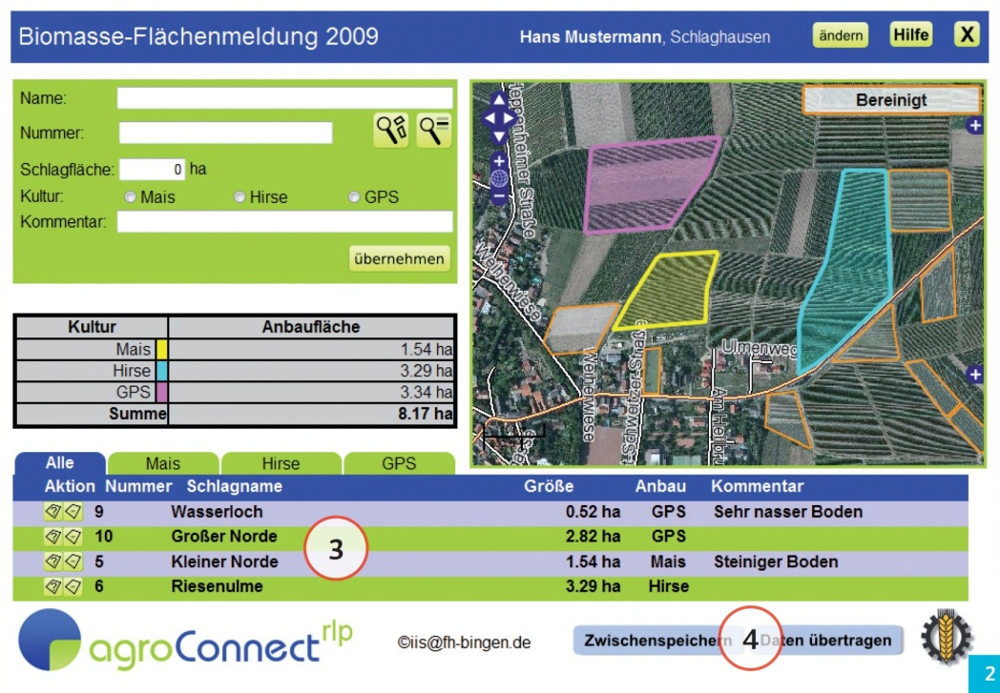 Biomasse-Flächenmeldung 2009
Hans Mustermann, Schlaghausen
ändern
Hilfe
X
Name:
Nummer:
Schlagfläche: 0 ha
Kultur: Mais Hirse GPS
Kommentar:
übernehmen
Kultur Anbaufläche
Mais 1.54 ha
Hirse 3.29 ha
GPS 3.34 ha
Summe 8.17 ha
Bereinigt
Heppenheimer Straße
Weiherwiese
Weiherwiese
Schweitzer-Straße
Ulmenweg
Am
Alle Mais Hirse GPS
Aktion Nummer Schlagname Größe Anbau Kommentar
9 Wasserloch 0.52 ha GPS Sehr nasser Boden
10 Großer Norde 2.82 ha GPS
5 Kleiner Norde 1.54 ha Mais Steiniger Boden
6 Riesenulme 3.29 ha Hirse
3
agroConnect rlp
©iis@fh-bingen.de
Zwischenspeichern
4
Daten übertragen
2